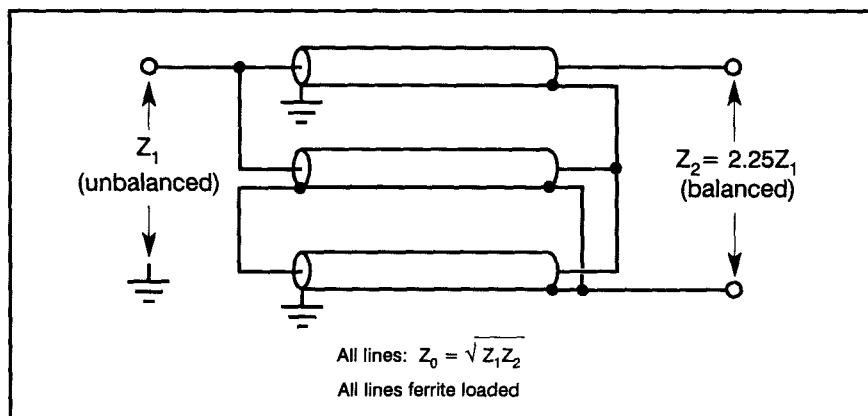 Z₁
(unbalanced)
Z₂ = 2.25Z₁
(balanced)
All lines: Z₀ = √Z₁Z₂
All lines ferrite loaded